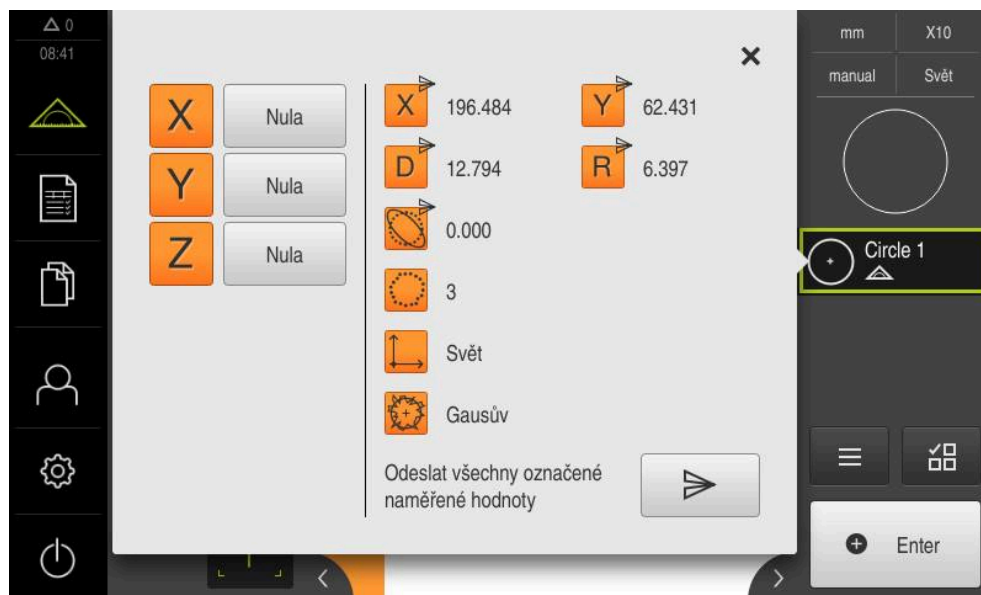 0
08:41
X Nula
Y Nula
Z Nula
X 196.484 Y 62.431
D 12.794 R 6.397
0.000
3
Svět
Gausův
Odeslat všechny označené
naměřené hodnoty
mm X10
manual Svět
Circle 1
Enter